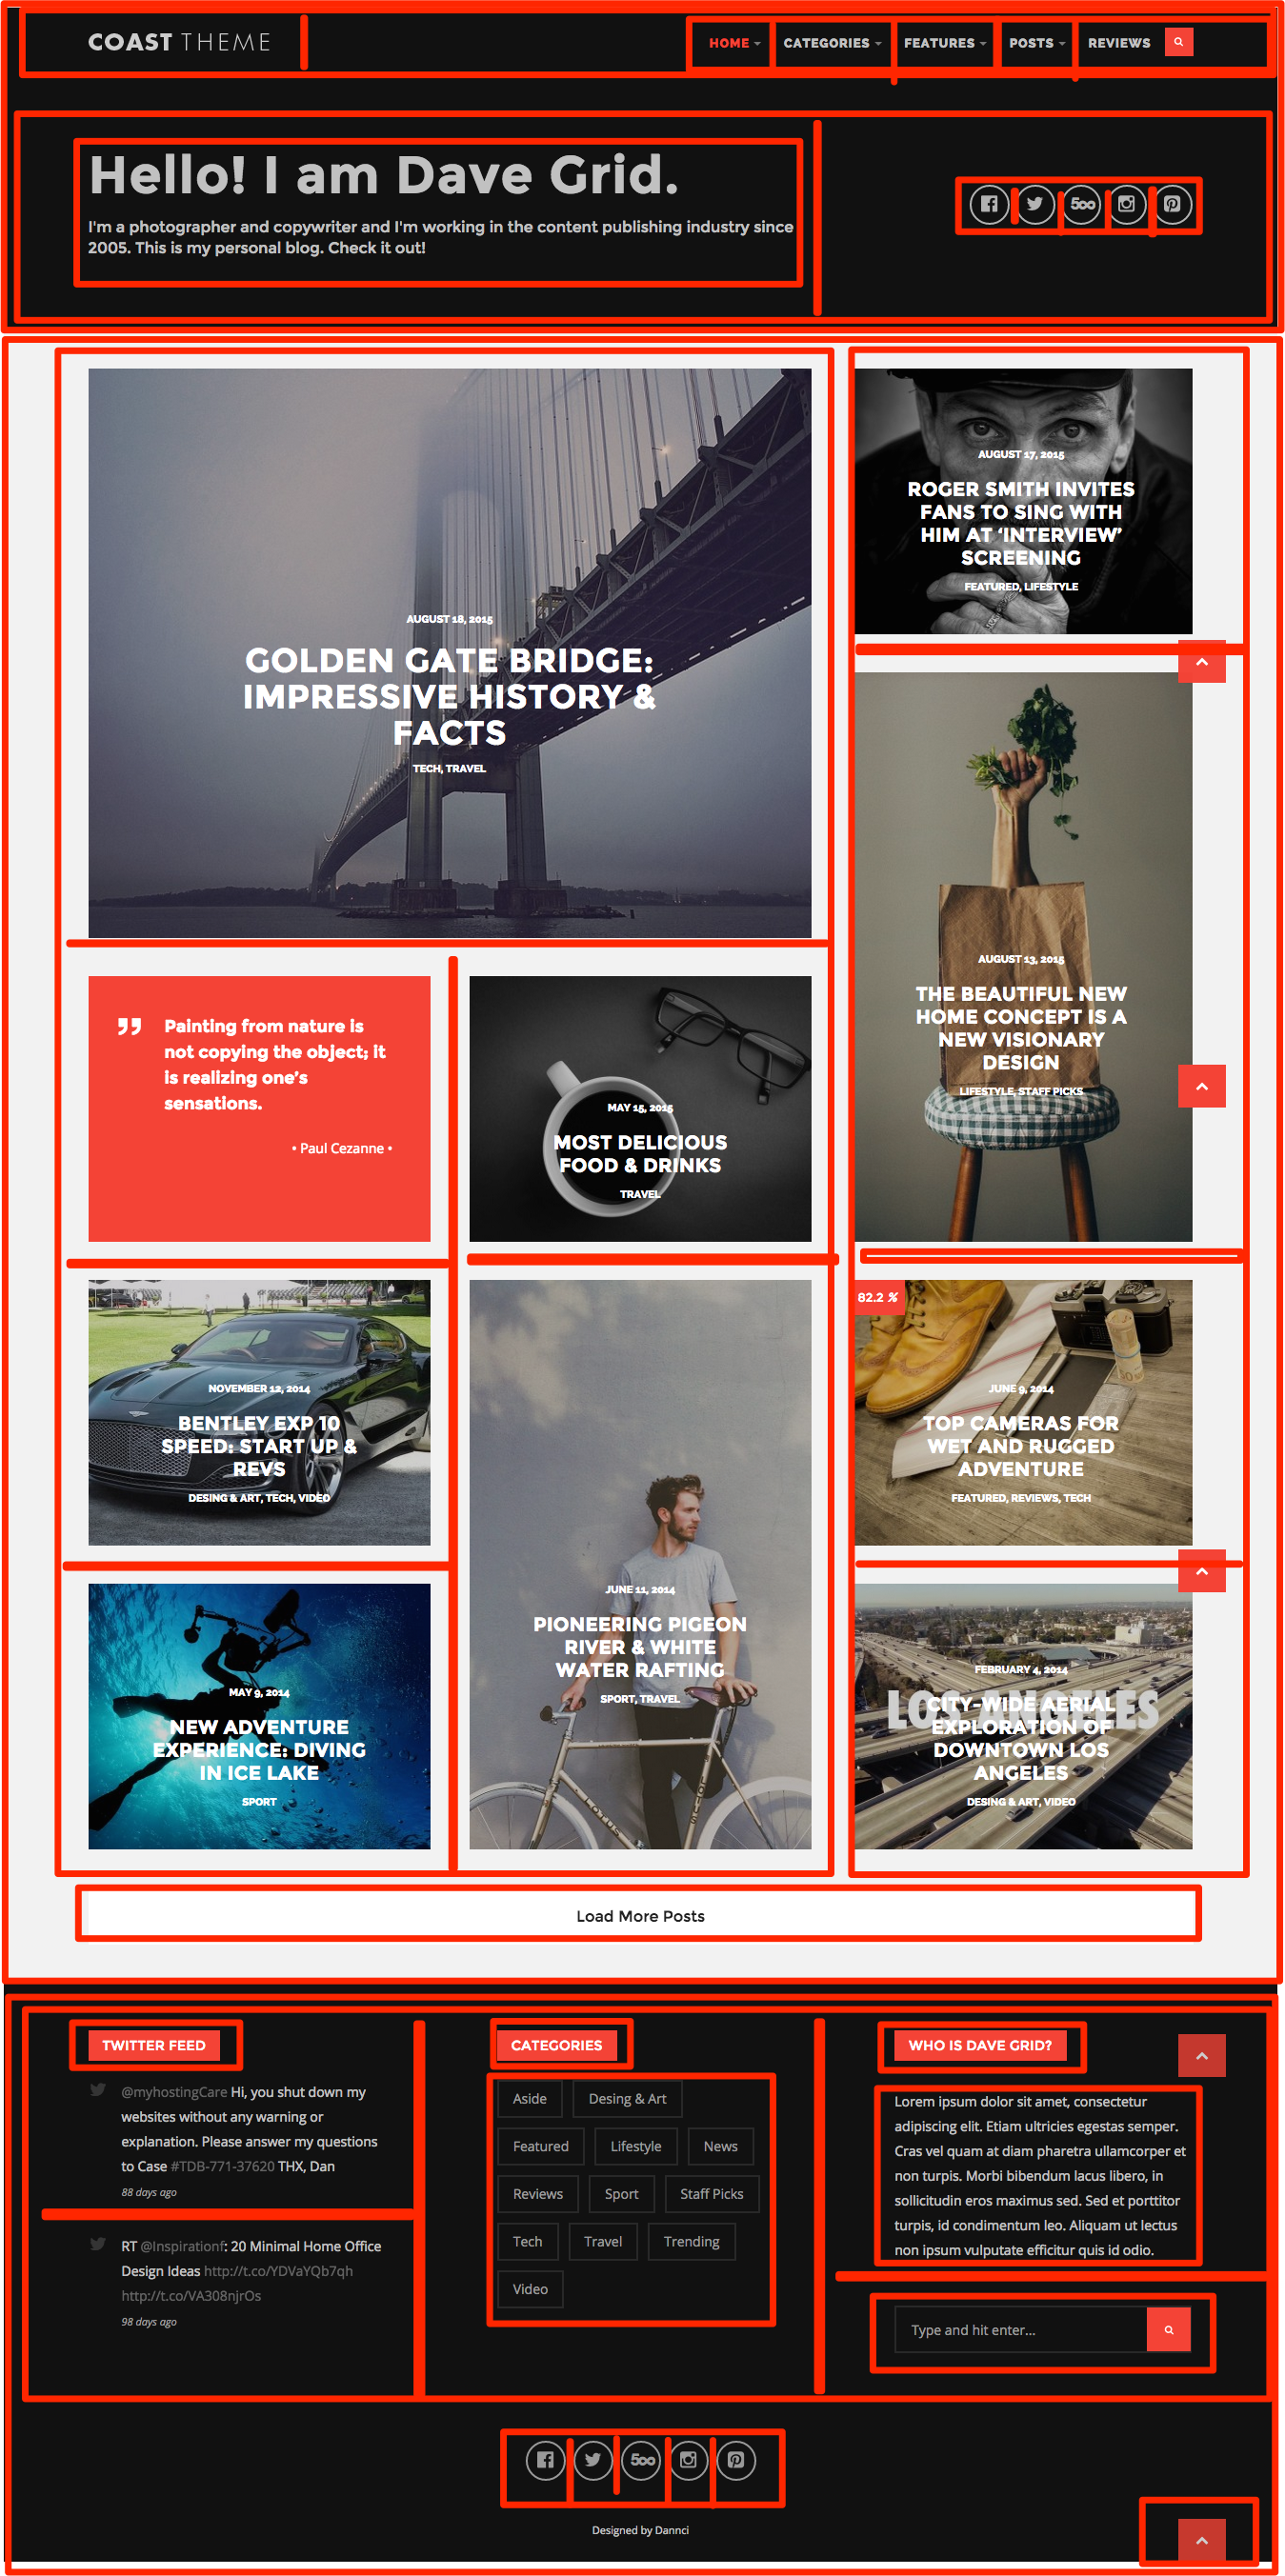 COAST THEME
HOME CATEGORIES FEATURES POSTS REVIEWS
Hello! I am Dave Grid.
I'm a photographer and copywriter and I'm working in the content publishing industry since
2005. This is my personal blog. Check it out!
500
AUGUST 18, 2015
GOLDEN GATE BRIDGE:
IMPRESSIVE HISTORY &
FACTS
TECH, TRAVEL
AUGUST 17, 2015
ROGER SMITH INVITES
FANS TO SING WITH
HIM AT ‘INTERVIEW’
SCREENING
FEATURED, LIFESTYLE
AUGUST 13, 2015
THE BEAUTIFUL NEW
HOME CONCEPT IS A
NEW VISIONARY
DESIGN
LIFESTYLE, STAFF PICKS
Painting from nature is
not copying the object; it
is realizing one’s
sensations.
• Paul Cezanne •
MAY 15, 2015
MOST DELICIOUS
FOOD & DRINKS
TRAVEL
NOVEMBER 12, 2014
BENTLEY EXP 10
SPEED: START UP &
REVS
DESING & ART, TECH, VIDEO
JUNE 11, 2014
PIONEERING PIGEON
RIVER & WHITE
WATER RAFTING
SPORT, TRAVEL
82.2 %
JUNE 9, 2014
TOP CAMERAS FOR
WET AND RUGGED
ADVENTURE
FEATURED, REVIEWS, TECH
MAY 9, 2014
NEW ADVENTURE
EXPERIENCE: DIVING
IN ICE LAKE
SPORT
FEBRUARY 4, 2014
CITY-WIDE AERIAL
EXPLORATION OF
DOWNTOWN LOS
ANGELES
DESING & ART, VIDEO
Load More Posts
TWITTER FEED
@myhostingCare Hi, you shut down my
websites without any warning or
explanation. Please answer my questions
to Case #TDB-771-37620 THX, Dan
88 days ago
RT @Inspirationf: 20 Minimal Home Office
Design Ideas http://t.co/YDVaYQb7qh
http://t.co/VA308njrOs
98 days ago
CATEGORIES
Aside Desing & Art
Featured Lifestyle News
Reviews Sport Staff Picks
Tech Travel Trending
Video
WHO IS DAVE GRID?
Lorem ipsum dolor sit amet, consectetur
adipiscing elit. Etiam ultricies egestas semper.
Cras vel quam at diam pharetra ullamcorper et
non turpis. Morbi bibendum lacus libero, in
sollicitudin eros maximus sed. Sed et porttitor
turpis, id condimentum leo. Aliquam ut lectus
non ipsum vulputate efficitur quis id odio.
Type and hit enter...
500
Designed by Dannci